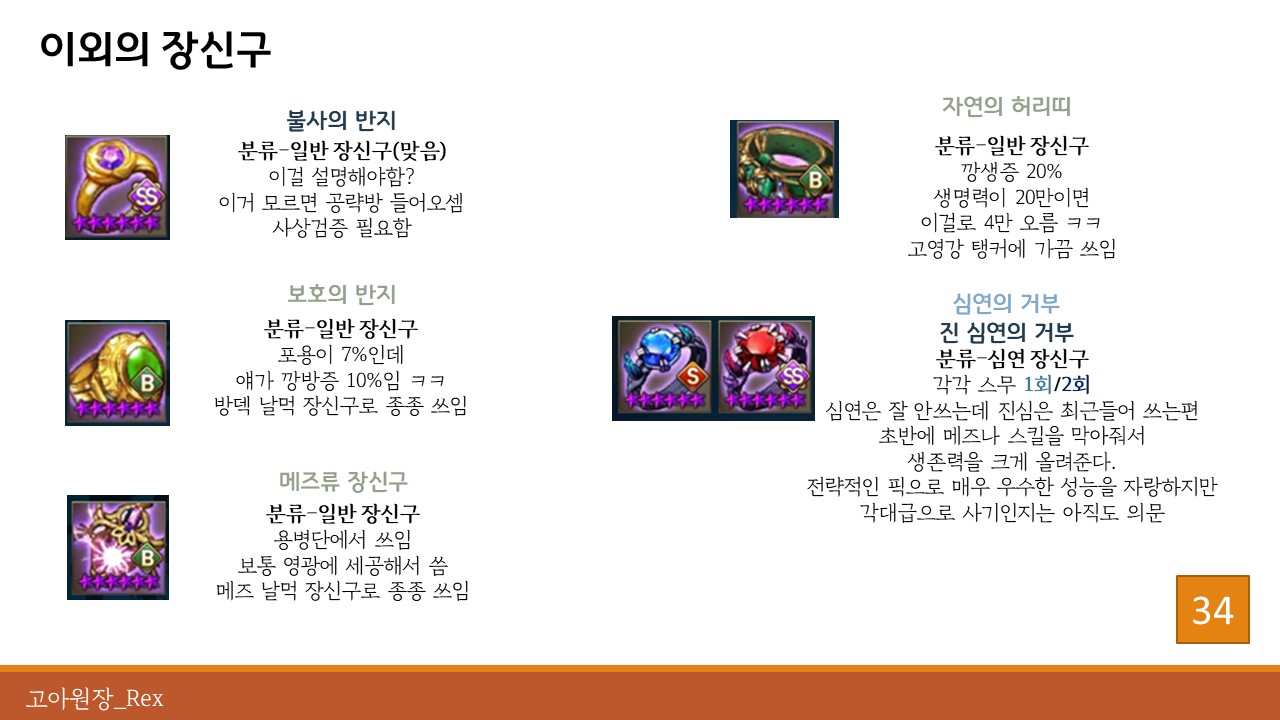 이외의 장신구
불사의 반지
분류-일반 장신구(맞음)
이걸 설명해야함?
이거 모르면 공략방 들어오셈
사상검증 필요함
SS
보호의 반지
분류-일반 장신구
포용이 7%인데
얘가 깡방증 10%임 ㅋㅋ
방덱 날먹 장신구로 종종 쓰임
B
메즈류 장신구
분류-일반 장신구
용병단에서 쓰임
보통 영광에 세공해서 씀
메즈 날먹 장신구로 종종 쓰임
B
자연의 허리띠
분류-일반 장신구
깡생증 20%
생명력이 20만이면
이걸로 4만 오름 ㅋㅋ
고영강 탱커에 가끔 쓰임
B
심연의 거부
진 심연의 거부
분류-심연 장신구
각각 스무 1회/2회
심연은 잘 안쓰는데 진심은 최근들어 쓰는편
초반에 메즈나 스킬을 막아줘서
생존력을 크게 올려준다.
전략적인 픽으로 매우 우수한 성능을 자랑하지만
각대급으로 사기인지는 아직도 의문
S
SS
34
고아원장_Rex